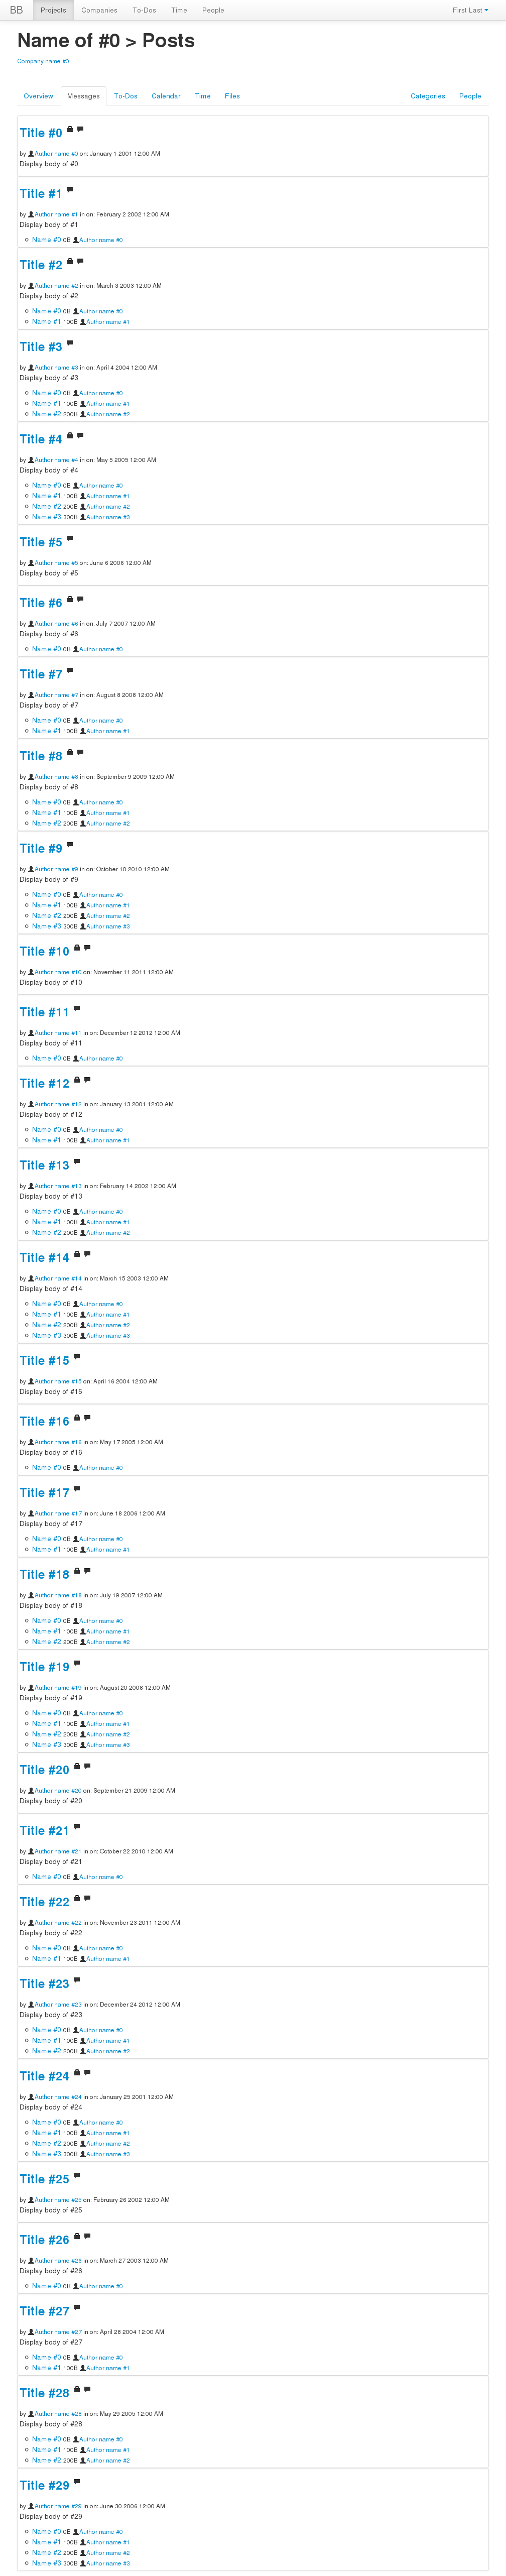 BB Projects Companies To-Dos Time People First Last
Name of #0 > Posts
Company name #0
Overview Messages To-Dos Calendar Time Files Categories People
Title #0
by Author name #0 on: January 1 2001 12:00 AM
Display body of #0
Title #1
by Author name #1 in on: February 2 2002 12:00 AM
Display body of #1
Name #0 0B Author name #0
Title #2
by Author name #2 in on: March 3 2003 12:00 AM
Display body of #2
Name #0 0B Author name #0
Name #1 100B Author name #1
Title #3
by Author name #3 in on: April 4 2004 12:00 AM
Display body of #3
Name #0 0B Author name #0
Name #1 100B Author name #1
Name #2 200B Author name #2
Title #4
by Author name #4 in on: May 5 2005 12:00 AM
Display body of #4
Name #0 0B Author name #0
Name #1 100B Author name #1
Name #2 200B Author name #2
Name #3 300B Author name #3
Title #5
by Author name #5 on: June 6 2006 12:00 AM
Display body of #5
Title #6
by Author name #6 in on: July 7 2007 12:00 AM
Display body of #6
Name #0 0B Author name #0
Title #7
by Author name #7 in on: August 8 2008 12:00 AM
Display body of #7
Name #0 0B Author name #0
Name #1 100B Author name #1
Title #8
by Author name #8 in on: September 9 2009 12:00 AM
Display body of #8
Name #0 0B Author name #0
Name #1 100B Author name #1
Name #2 200B Author name #2
Title #9
by Author name #9 in on: October 10 2010 12:00 AM
Display body of #9
Name #0 0B Author name #0
Name #1 100B Author name #1
Name #2 200B Author name #2
Name #3 300B Author name #3
Title #10
by Author name #10 on: November 11 2011 12:00 AM
Display body of #10
Title #11
by Author name #11 in on: December 12 2012 12:00 AM
Display body of #11
Name #0 0B Author name #0
Title #12
by Author name #12 in on: January 13 2001 12:00 AM
Display body of #12
Name #0 0B Author name #0
Name #1 100B Author name #1
Title #13
by Author name #13 in on: February 14 2002 12:00 AM
Display body of #13
Name #0 0B Author name #0
Name #1 100B Author name #1
Name #2 200B Author name #2
Title #14
by Author name #14 in on: March 15 2003 12:00 AM
Display body of #14
Name #0 0B Author name #0
Name #1 100B Author name #1
Name #2 200B Author name #2
Name #3 300B Author name #3
Title #15
by Author name #15 on: April 16 2004 12:00 AM
Display body of #15
Title #16
by Author name #16 in on: May 17 2005 12:00 AM
Display body of #16
Name #0 0B Author name #0
Title #17
by Author name #17 in on: June 18 2006 12:00 AM
Display body of #17
Name #0 0B Author name #0
Name #1 100B Author name #1
Title #18
by Author name #18 in on: July 19 2007 12:00 AM
Display body of #18
Name #0 0B Author name #0
Name #1 100B Author name #1
Name #2 200B Author name #2
Title #19
by Author name #19 in on: August 20 2008 12:00 AM
Display body of #19
Name #0 0B Author name #0
Name #1 100B Author name #1
Name #2 200B Author name #2
Name #3 300B Author name #3
Title #20
by Author name #20 on: September 21 2009 12:00 AM
Display body of #20
Title #21
by Author name #21 in on: October 22 2010 12:00 AM
Display body of #21
Name #0 0B Author name #0
Title #22
by Author name #22 in on: November 23 2011 12:00 AM
Display body of #22
Name #0 0B Author name #0
Name #1 100B Author name #1
Title #23
by Author name #23 in on: December 24 2012 12:00 AM
Display body of #23
Name #0 0B Author name #0
Name #1 100B Author name #1
Name #2 200B Author name #2
Title #24
by Author name #24 in on: January 25 2001 12:00 AM
Display body of #24
Name #0 0B Author name #0
Name #1 100B Author name #1
Name #2 200B Author name #2
Name #3 300B Author name #3
Title #25
by Author name #25 on: February 26 2002 12:00 AM
Display body of #25
Title #26
by Author name #26 in on: March 27 2003 12:00 AM
Display body of #26
Name #0 0B Author name #0
Title #27
by Author name #27 in on: April 28 2004 12:00 AM
Display body of #27
Name #0 0B Author name #0
Name #1 100B Author name #1
Title #28
by Author name #28 in on: May 29 2005 12:00 AM
Display body of #28
Name #0 0B Author name #0
Name #1 100B Author name #1
Name #2 200B Author name #2
Title #29
by Author name #29 in on: June 30 2006 12:00 AM
Display body of #29
Name #0 0B Author name #0
Name #1 100B Author name #1
Name #2 200B Author name #2
Name #3 300B Author name #3